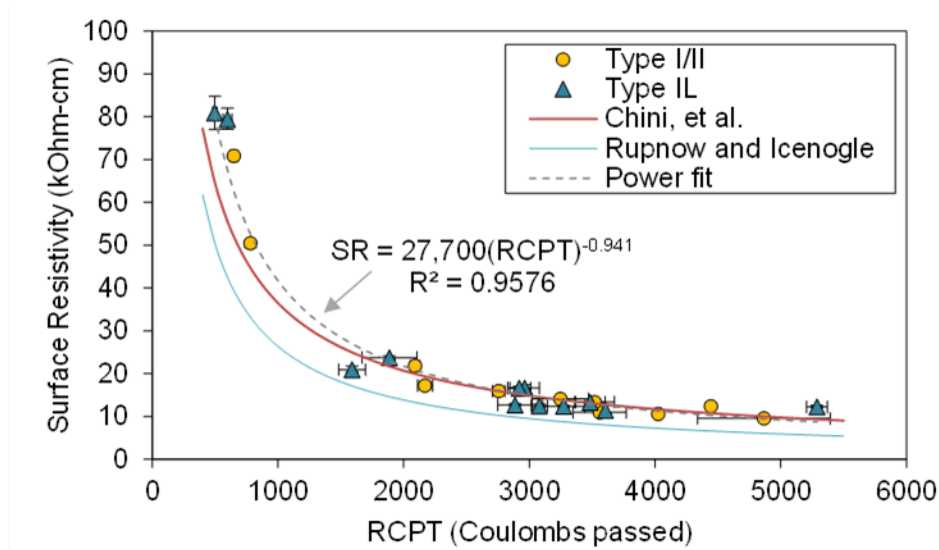 100
90
80
70
60
50
40
30
20
10
0
Surface Resistivity (kOhm-cm)
Type I/II
Type IL
Chini, et al.
Rupnow and Icenogle
Power fit
SR = 27,700(RCPT)^-0.941
R² = 0.9576
0 1000 2000 3000 4000 5000 6000
RCPT (Coulombs passed)